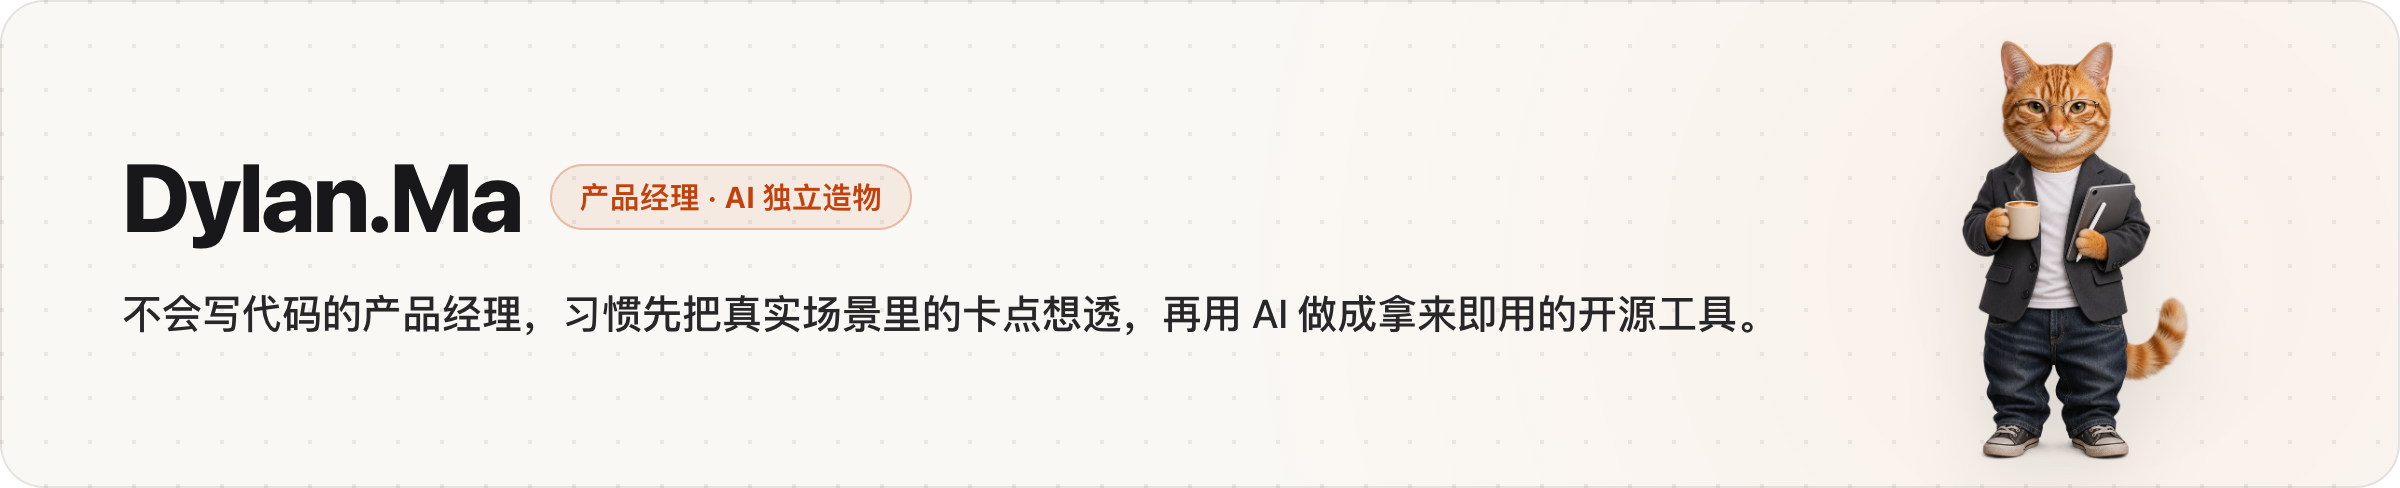 Dylan.Ma
产品经理 · AI 独立造物
不会写代码的产品经理，习惯先把真实场景里的卡点想透，再用 AI 做成拿来即用的开源工具。